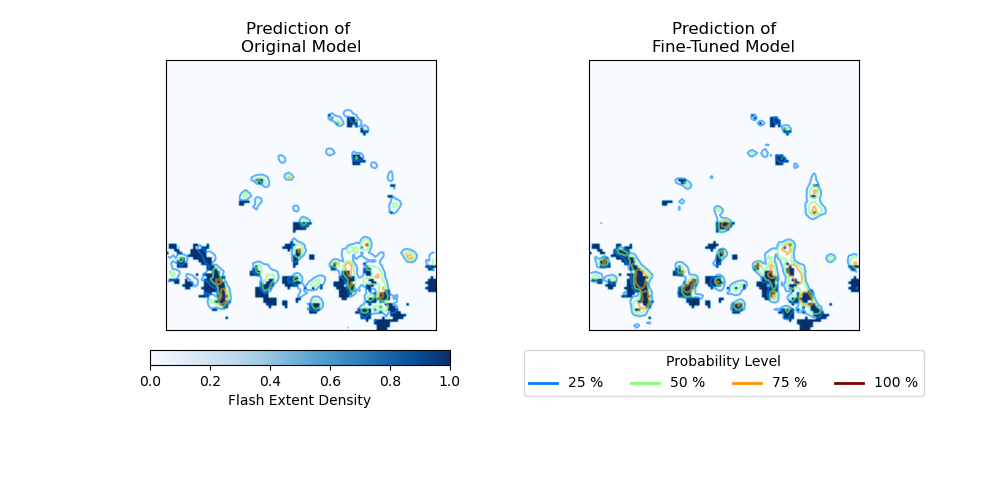 Prediction of
Original Model
Prediction of
Fine-Tuned Model
0.0 0.2 0.4 0.6 0.8 1.0
Flash Extent Density
Probability Level
25 % 50 % 75 % 100 %